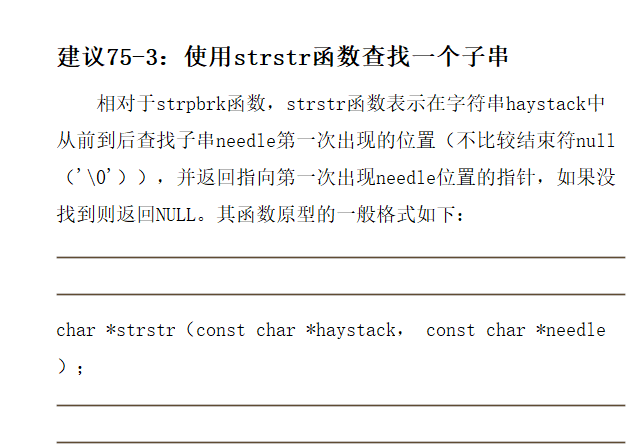 建议75-3：使用strstr函数查找一个子串
相对于strpbrk函数，strstr函数表示在字符串haystack中
从前到后查找子串needle第一次出现的位置（不比较结束符null
（'\0'）），并返回指向第一次出现needle位置的指针，如果没
找到则返回NULL。其函数原型的一般格式如下：
char *strstr（const char *haystack， const char *needle
）；